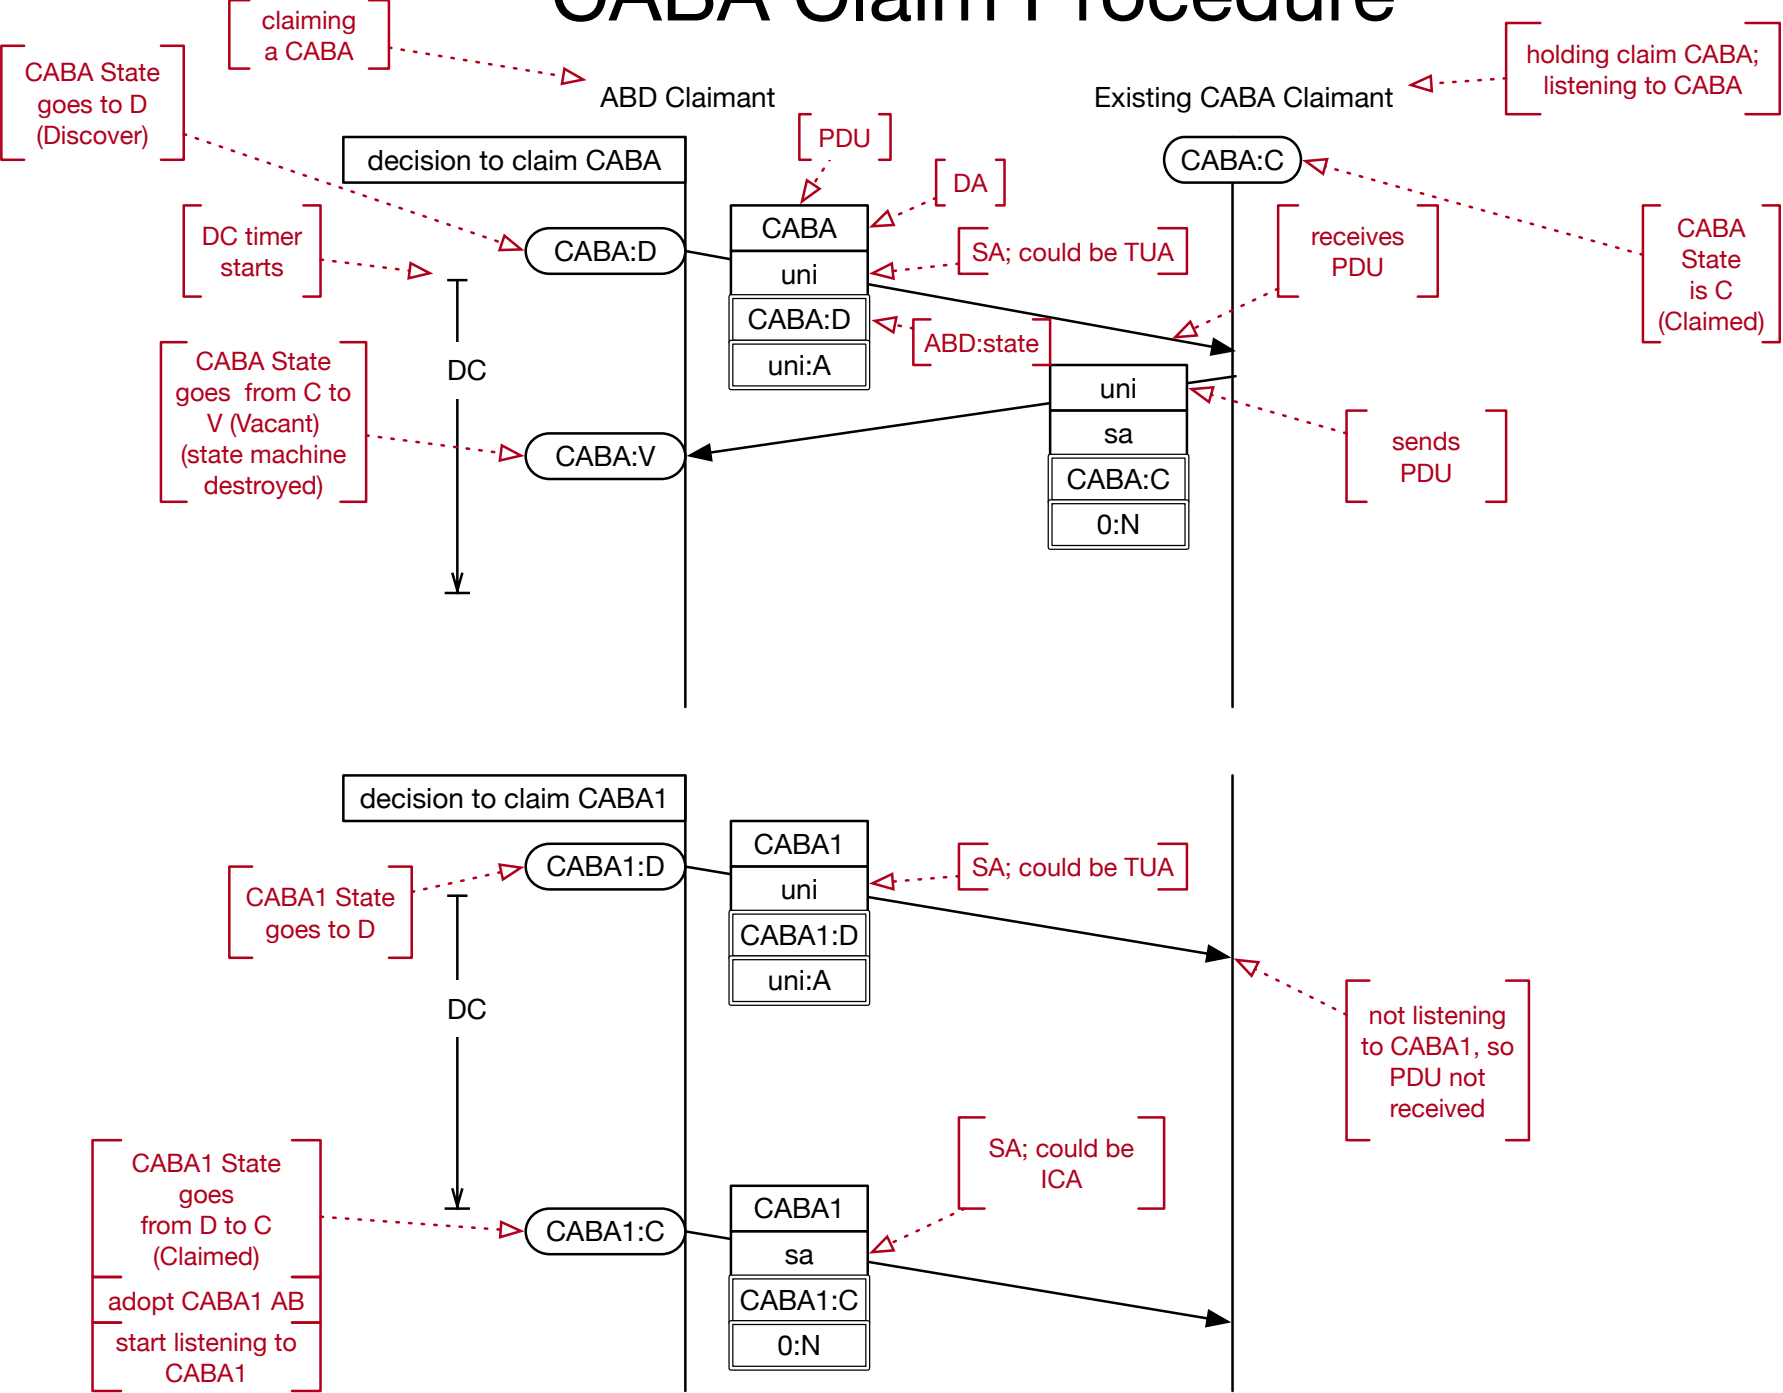 CABA Claim Procedure
claiming
a CABA
CABA State
goes to D
(Discover)
ABD Claimant
Existing CABA Claimant
holding claim CABA;
listening to CABA
decision to claim CABA
PDU
DA
CABA:C
CABA
State
is C
(Claimed)
DC timer
starts
CABA:D
CABA
uni
CABA:D
uni:A
SA; could be TUA
receives
PDU
ABD:state
DC
CABA State
goes from C to
V (Vacant)
(state machine
destroyed)
CABA:V
uni
sa
CABA:C
0:N
sends
PDU
decision to claim CABA1
CABA1:D
CABA1
uni
CABA1:D
uni:A
SA; could be TUA
CABA1 State
goes to D
DC
not listening
to CABA1, so
PDU not
received
CABA1 State
goes
from D to C
(Claimed)
adopt CABA1 AB
start listening to
CABA1
CABA1:C
CABA1
sa
CABA1:C
0:N
SA; could be
ICA